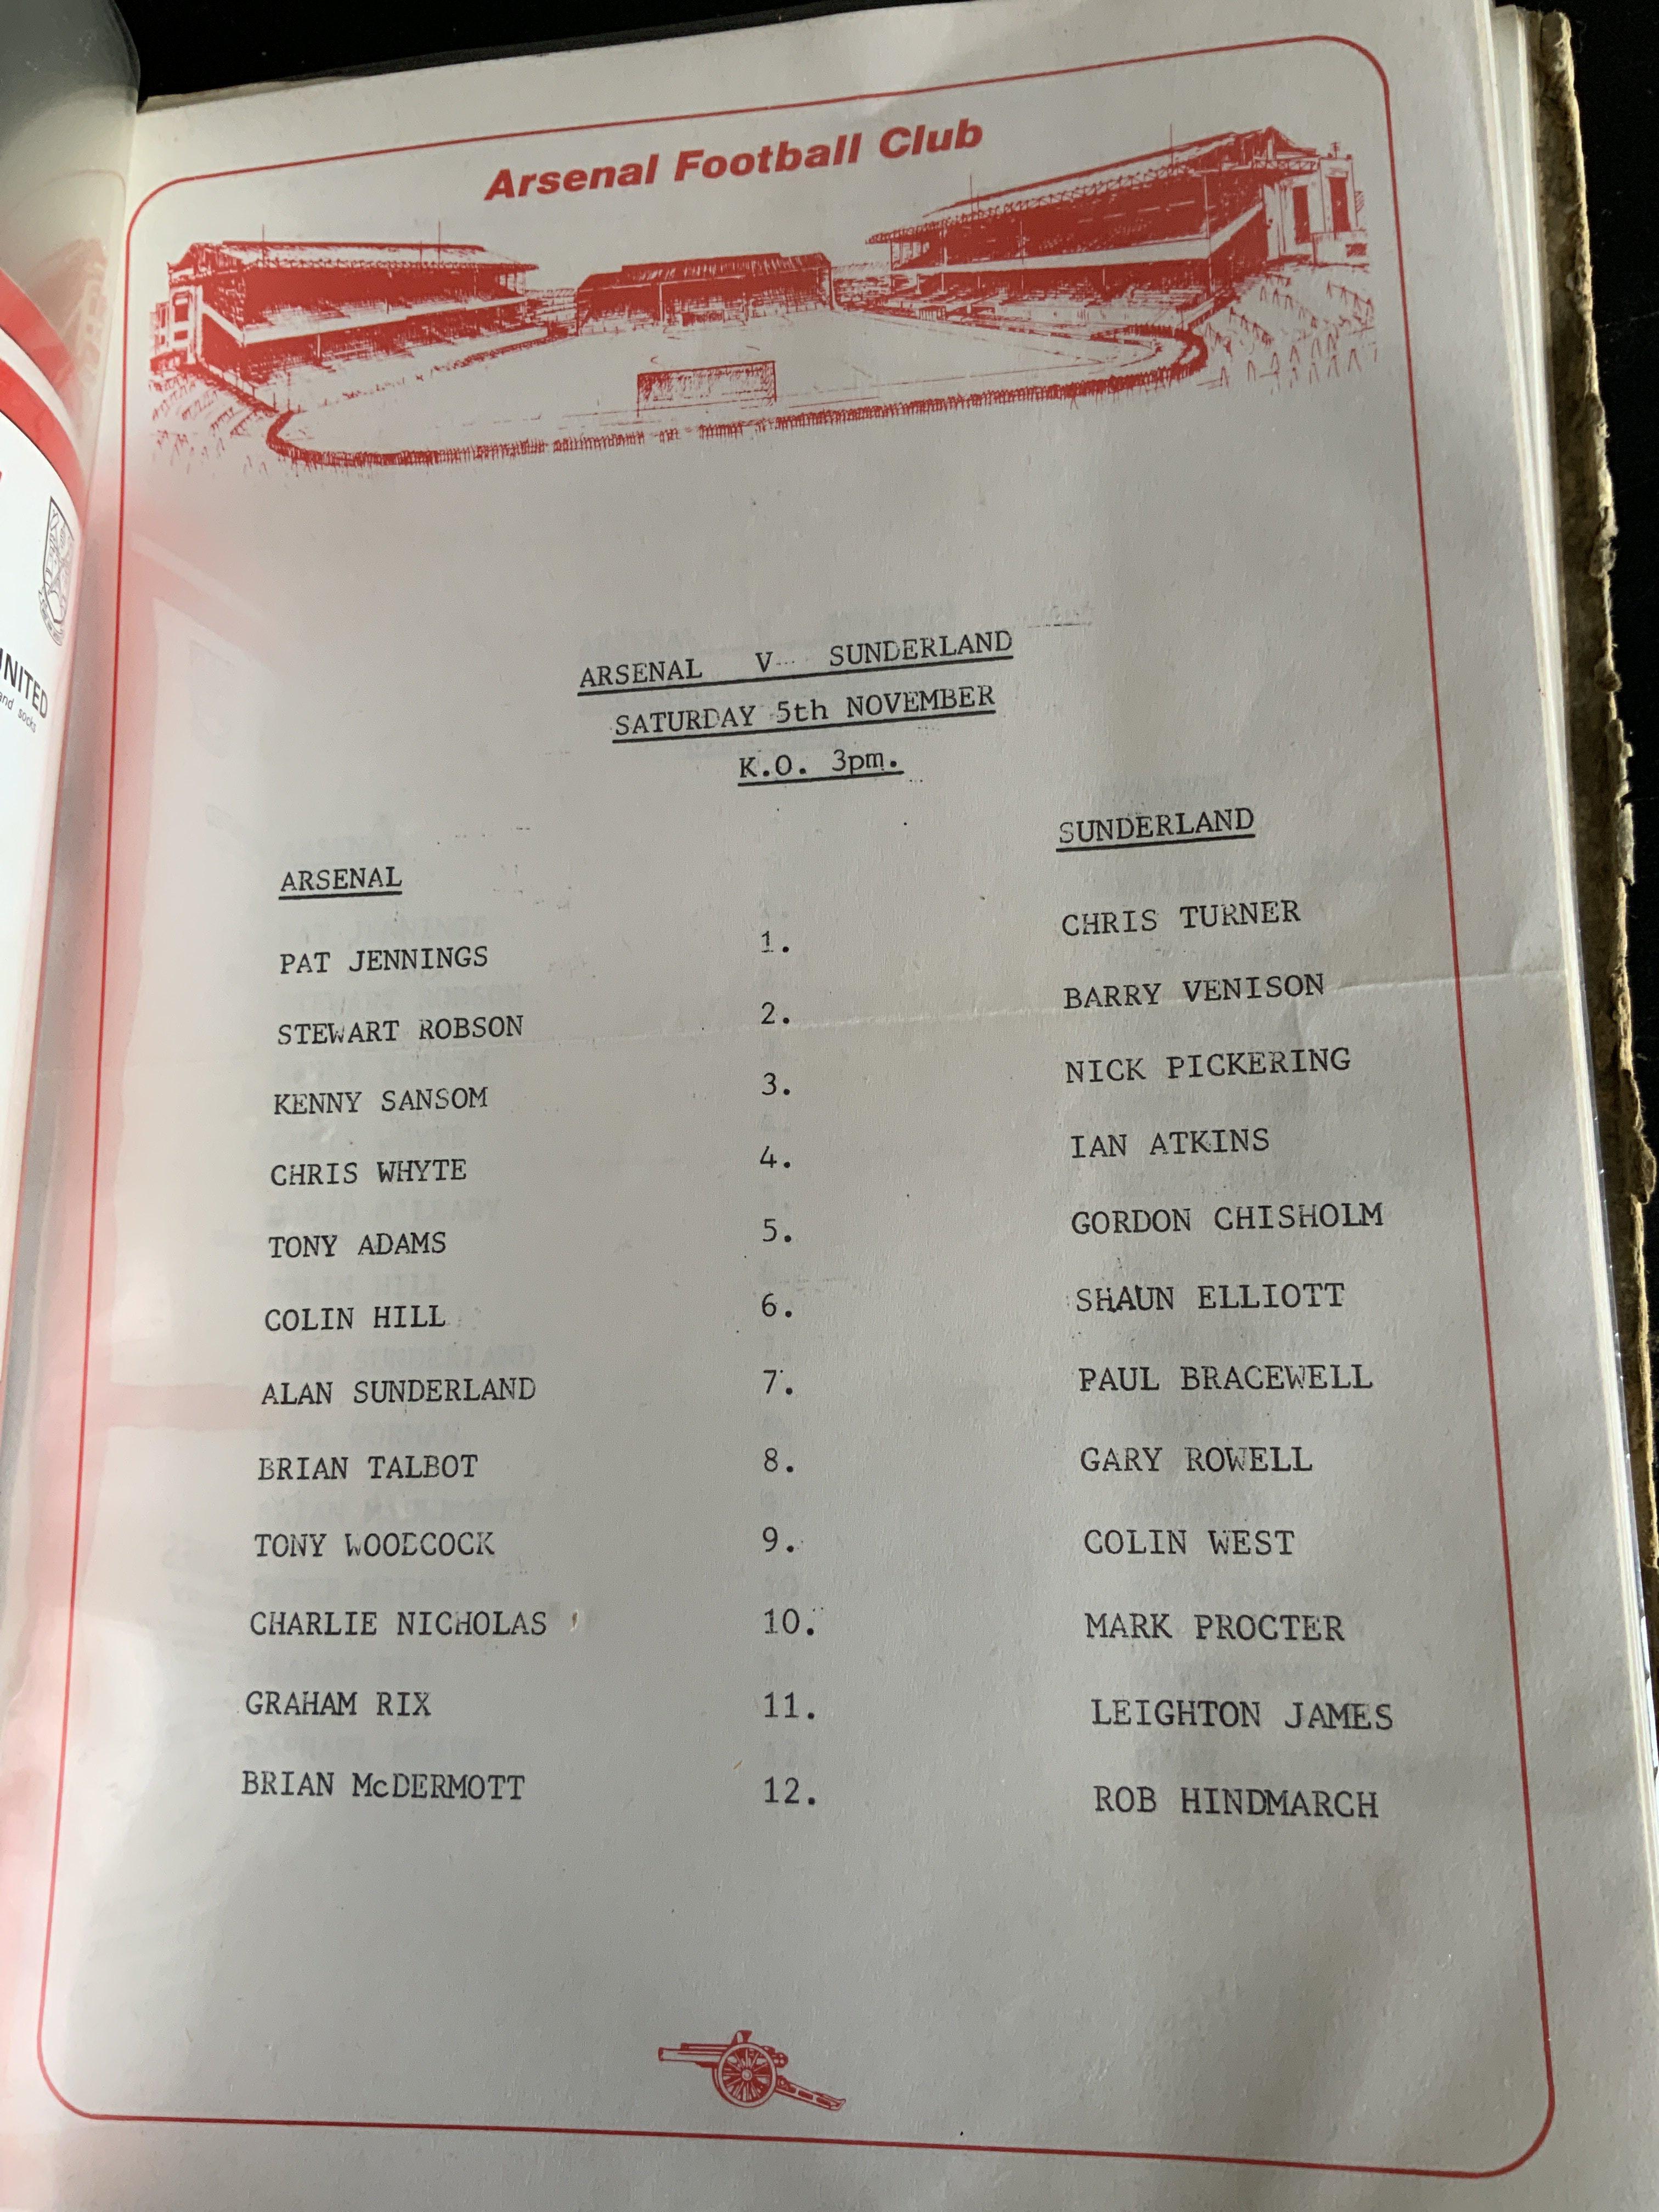 Arsenal Football Club
ARSENAL V SUNDERLAND
SATURDAY 5th NOVEMBER
K.O. 3pm.
ARSENAL SUNDERLAND
PAT JENNINGS 1. CHRIS TURNER
STEWART ROBSON 2. BARRY VENISON
KENNY SANSOM 3. NICK PICKERING
CHRIS WHYTE 4. IAN ATKINS
TONY ADAMS 5. GORDON CHISHOLM
COLIN HILL 6. SHAUN ELLIOTT
ALAN SUNDERLAND 7. PAUL BRACEWELL
BRIAN TALBOT 8. GARY ROWELL
TONY WOODCOCK 9. COLIN WEST
CHARLIE NICHOLAS 10. MARK PROCTER
GRAHAM RIX 11. LEIGHTON JAMES
BRIAN McDERMOTT 12. ROB HINDMARCH
UNITED
and socks